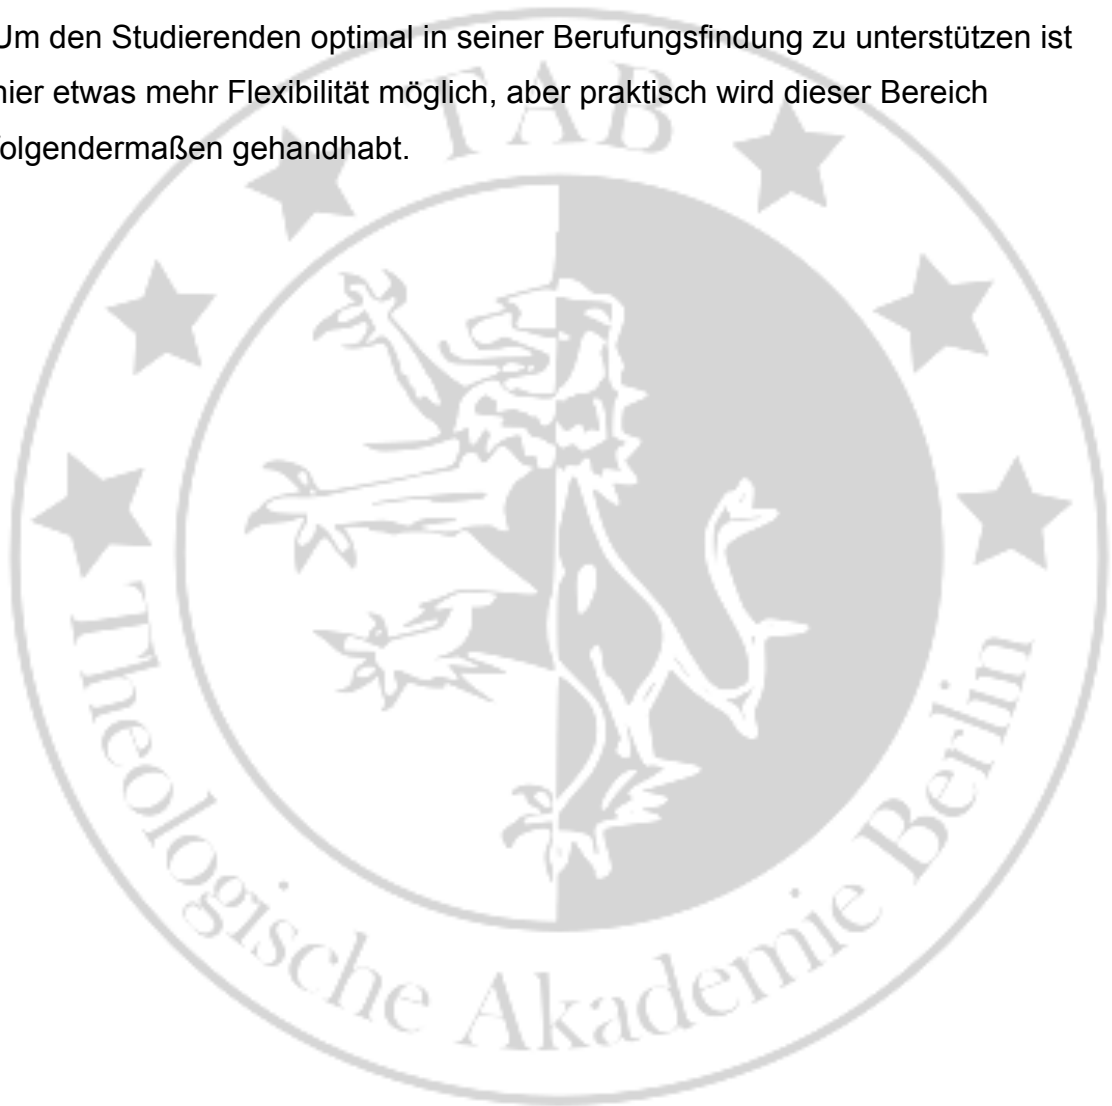 Um den Studierenden optimal in seiner Berufungsfindung zu unterstützen ist
hier etwas mehr Flexibilität möglich, aber praktisch wird dieser Bereich
folgendermaßen gehandhabt.
TAB
Theologische Akademie Berlin